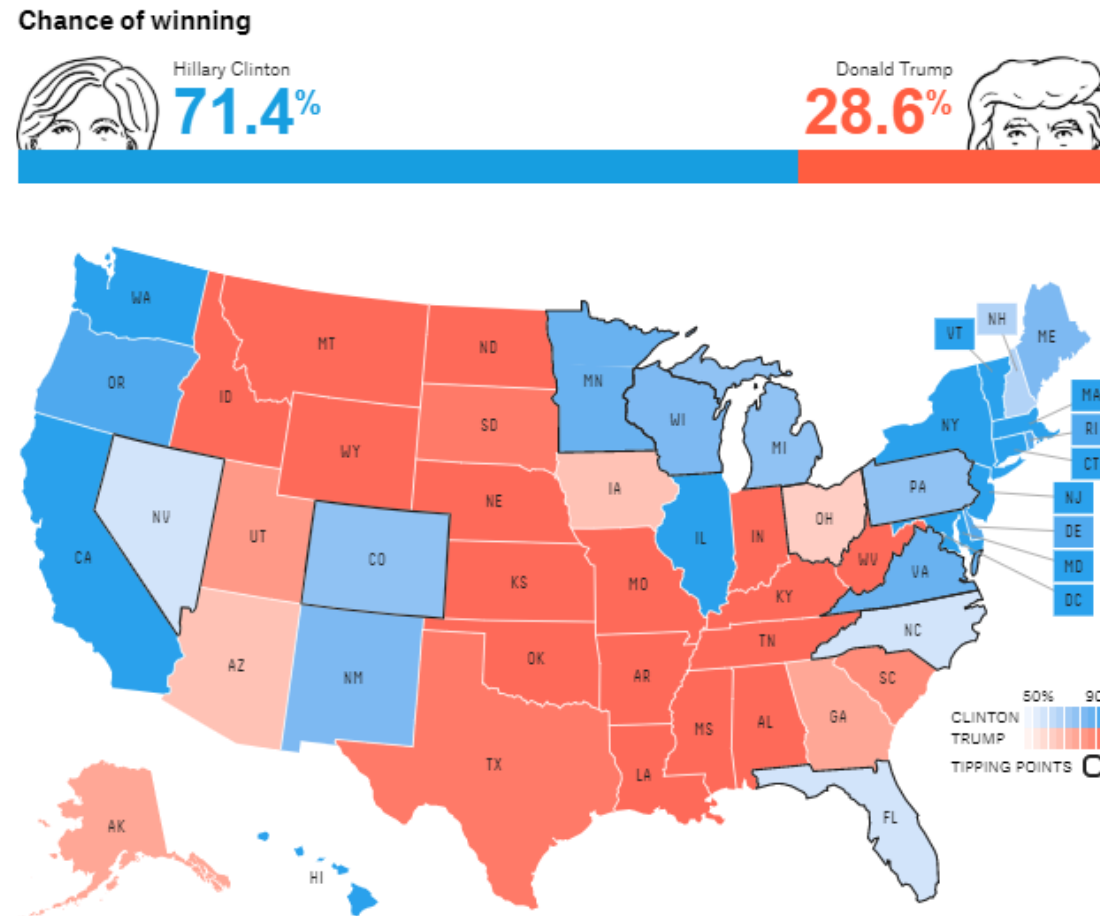 Chance of winning
Hillary Clinton
71.4%
Donald Trump
28.6%
WA
MT
ND
MN
VT
NH
ME
OR
ID
SD
WI
MI
NY
MA
RI
CT
WY
NV
UT
NE
IA
PA
NJ
CA
CO
IL
IN
OH
DE
KS
MO
WV
VA
MD
KY
DC
NC
AZ
NM
OK
TN
AR
SC
MS
AL
GA
TX
LA
50% 90
CLINTON
TRUMP
TIPPING POINTS
FL
AK
HI